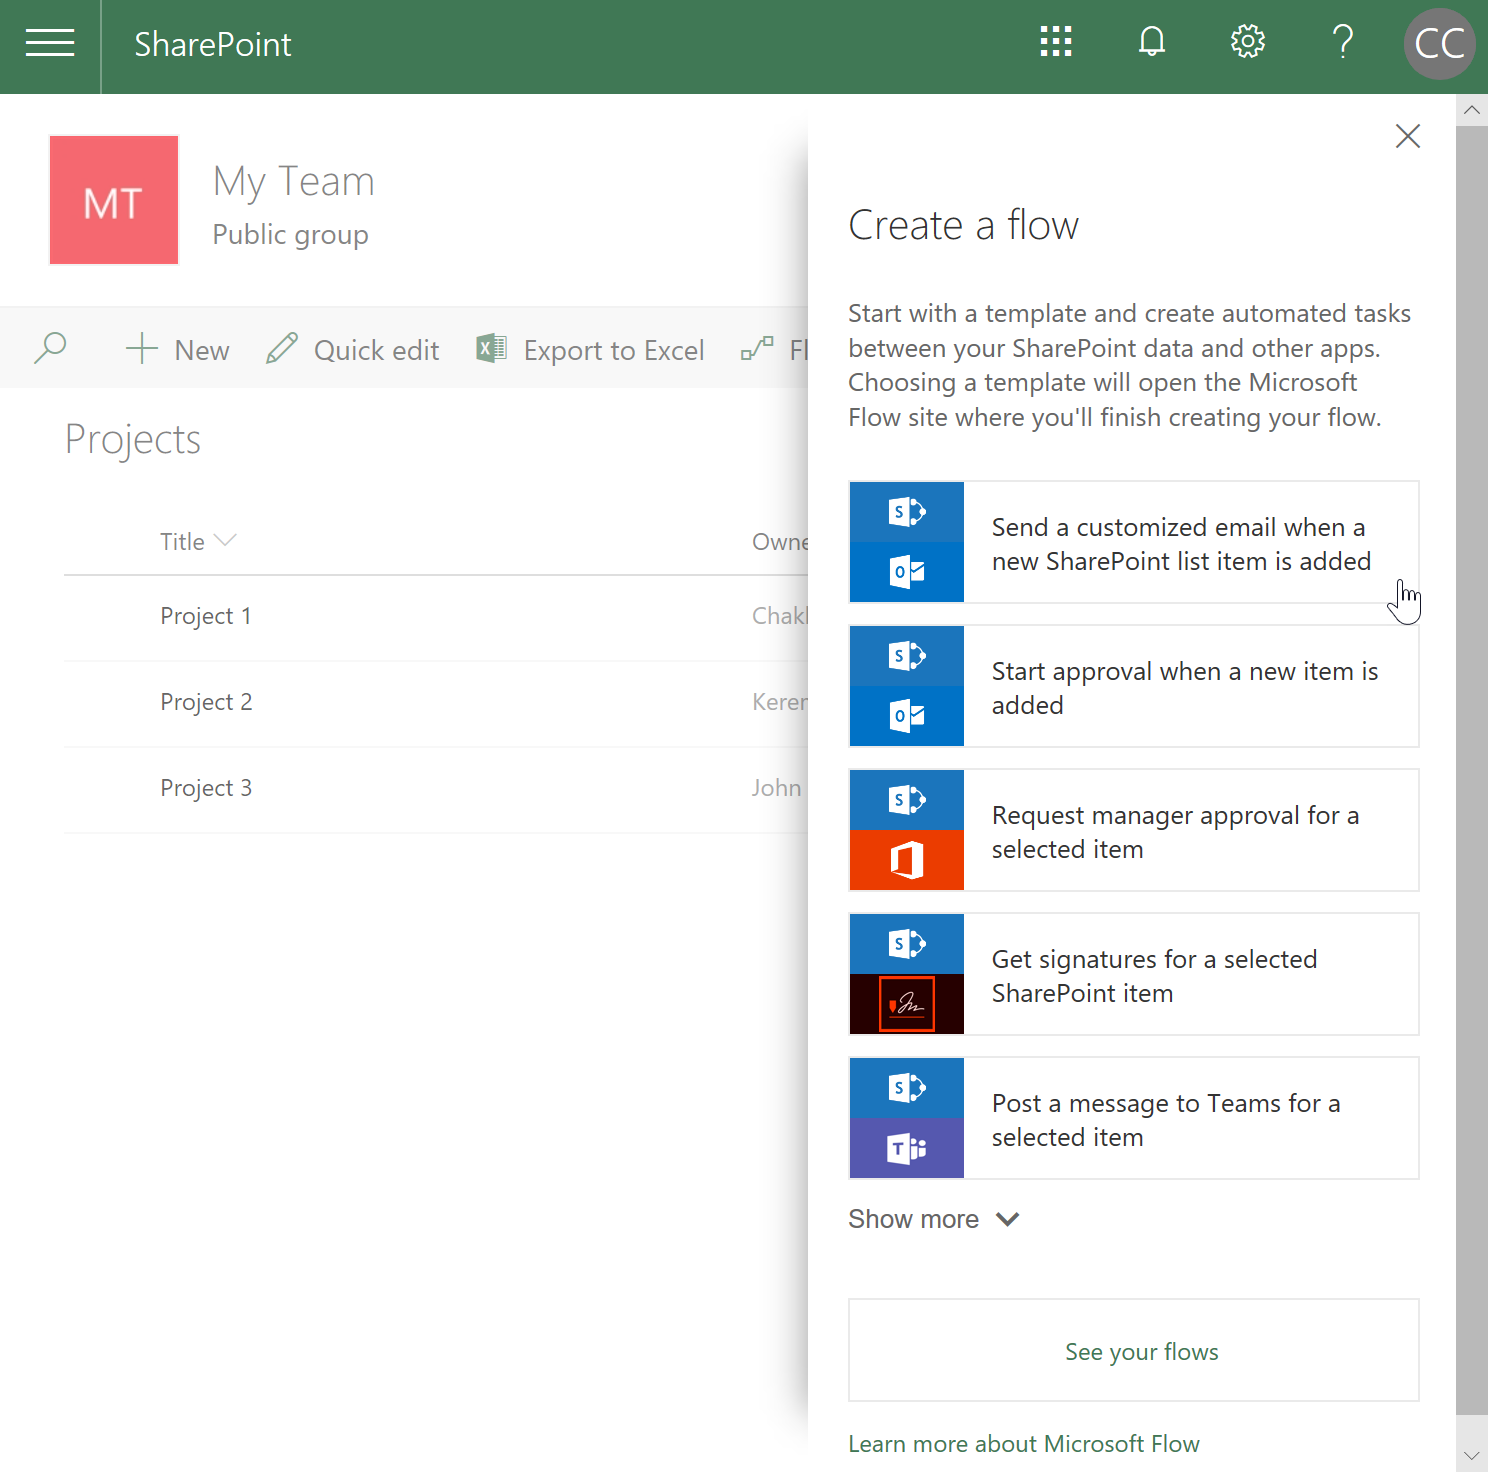 SharePoint
CC
MT
My Team
Public group
New
Quick edit
Export to Excel
Projects
Title
Project 1
Project 2
Project 3
John
Create a flow
Start with a template and create automated tasks
between your SharePoint data and other apps.
Choosing a template will open the Microsoft
Flow site where you'll finish creating your flow.
Send a customized email when a
new SharePoint list item is added
Start approval when a new item is
added
Request manager approval for a
selected item
Get signatures for a selected
SharePoint item
Post a message to Teams for a
selected item
Show more
See your flows
Learn more about Microsoft Flow